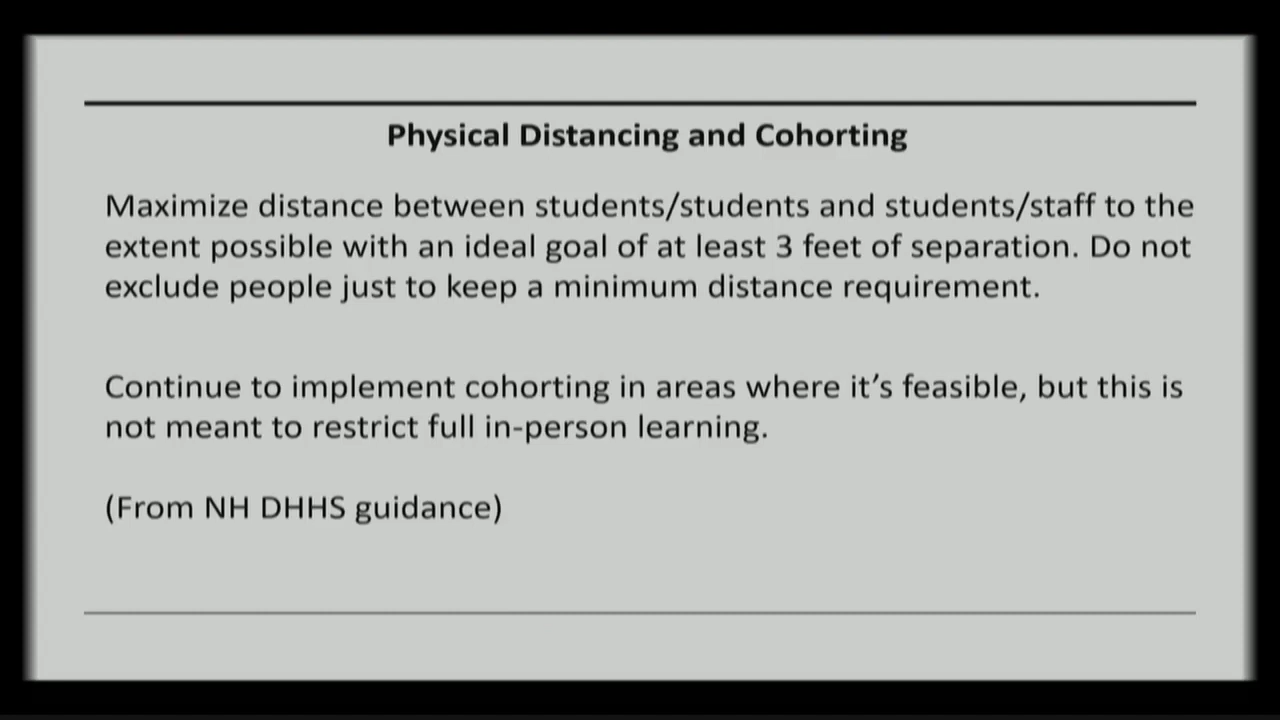 Physical Distancing and Cohorting
Maximize distance between students/students and students/staff to the
extent possible with an ideal goal of at least 3 feet of separation. Do not
exclude people just to keep a minimum distance requirement.
Continue to implement cohorting in areas where it’s feasible, but this is
not meant to restrict full in-person learning.
(From NH DHHS guidance)